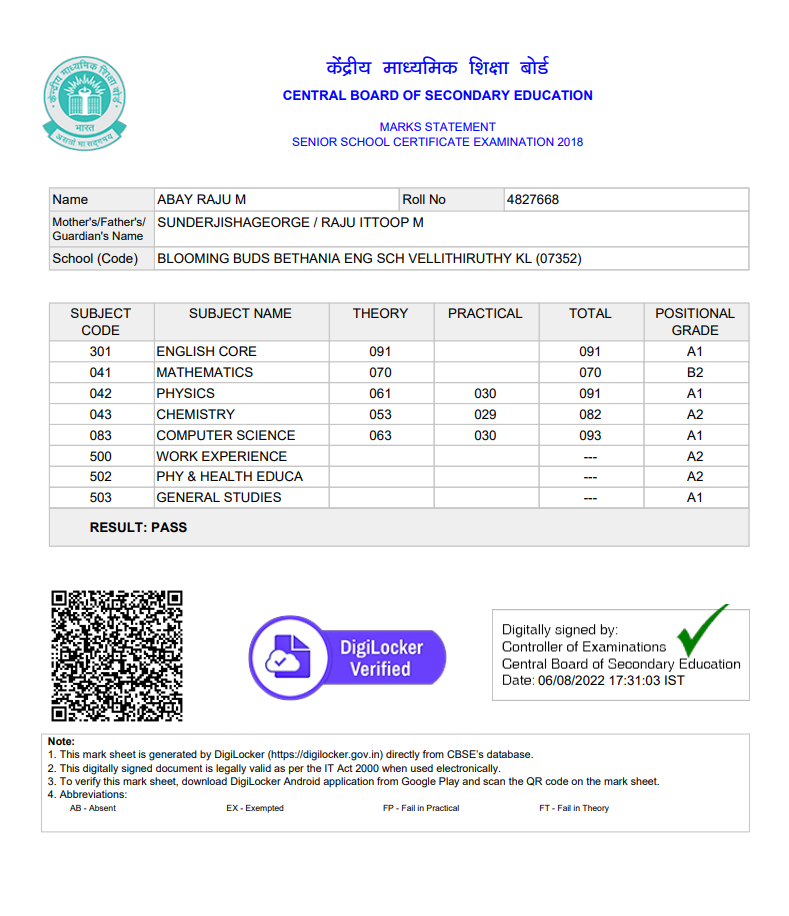 केंद्रीय माध्यमिक शिक्षा बोर्ड
CENTRAL BOARD OF SECONDARY EDUCATION
MARKS STATEMENT
SENIOR SCHOOL CERTIFICATE EXAMINATION 2018
केन्द्रीय माध्यमिक शिक्षा बोर्ड
भारत
असतो मा सद्गमय
Name ABAY RAJU M Roll No 4827668
Mother's/Father's/ SUNDERJISHAGEORGE / RAJU ITTOOP M
Guardian's Name
School (Code) BLOOMING BUDS BETHANIA ENG SCH VELLITHIRUTHY KL (07352)
SUBJECT SUBJECT NAME THEORY PRACTICAL TOTAL POSITIONAL
CODE GRADE
301 ENGLISH CORE 091 091 A1
041 MATHEMATICS 070 070 B2
042 PHYSICS 061 030 091 A1
043 CHEMISTRY 053 029 082 A2
083 COMPUTER SCIENCE 063 030 093 A1
500 WORK EXPERIENCE --- A2
502 PHY & HEALTH EDUCA --- A2
503 GENERAL STUDIES --- A1
RESULT: PASS
DigiLocker
Verified
Digitally signed by:
Controller of Examinations
Central Board of Secondary Education
Date: 06/08/2022 17:31:03 IST
Note:
1. This mark sheet is generated by DigiLocker (https://digilocker.gov.in) directly from CBSE's database.
2. This digitally signed document is legally valid as per the IT Act 2000 when used electronically.
3. To verify this mark sheet, download DigiLocker Android application from Google Play and scan the QR code on the mark sheet.
4. Abbreviations:
AB - Absent EX - Exempted FP - Fail in Practical FT - Fail in Theory